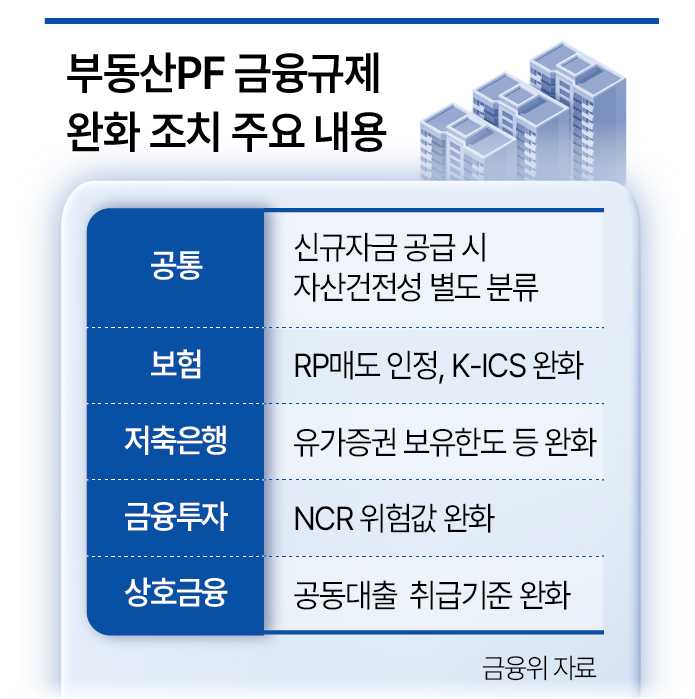 부동산PF 금융규제
완화 조치 주요 내용
공통
신규자금 공급 시
자산건전성 별도 분류
보험
RP매도 인정, K-ICS 완화
저축은행
유가증권 보유한도 등 완화
금융투자
NCR 위험값 완화
상호금융
공동대출 취급기준 완화
금융위 자료